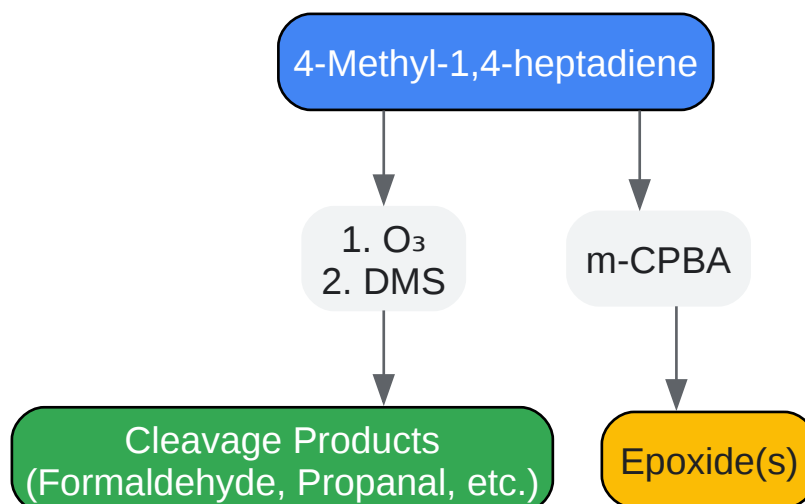 4-Methyl-1,4-heptadiene
1. O₃
2. DMS
m-CPBA
Cleavage Products
(Formaldehyde, Propanal, etc.)
Epoxide(s)